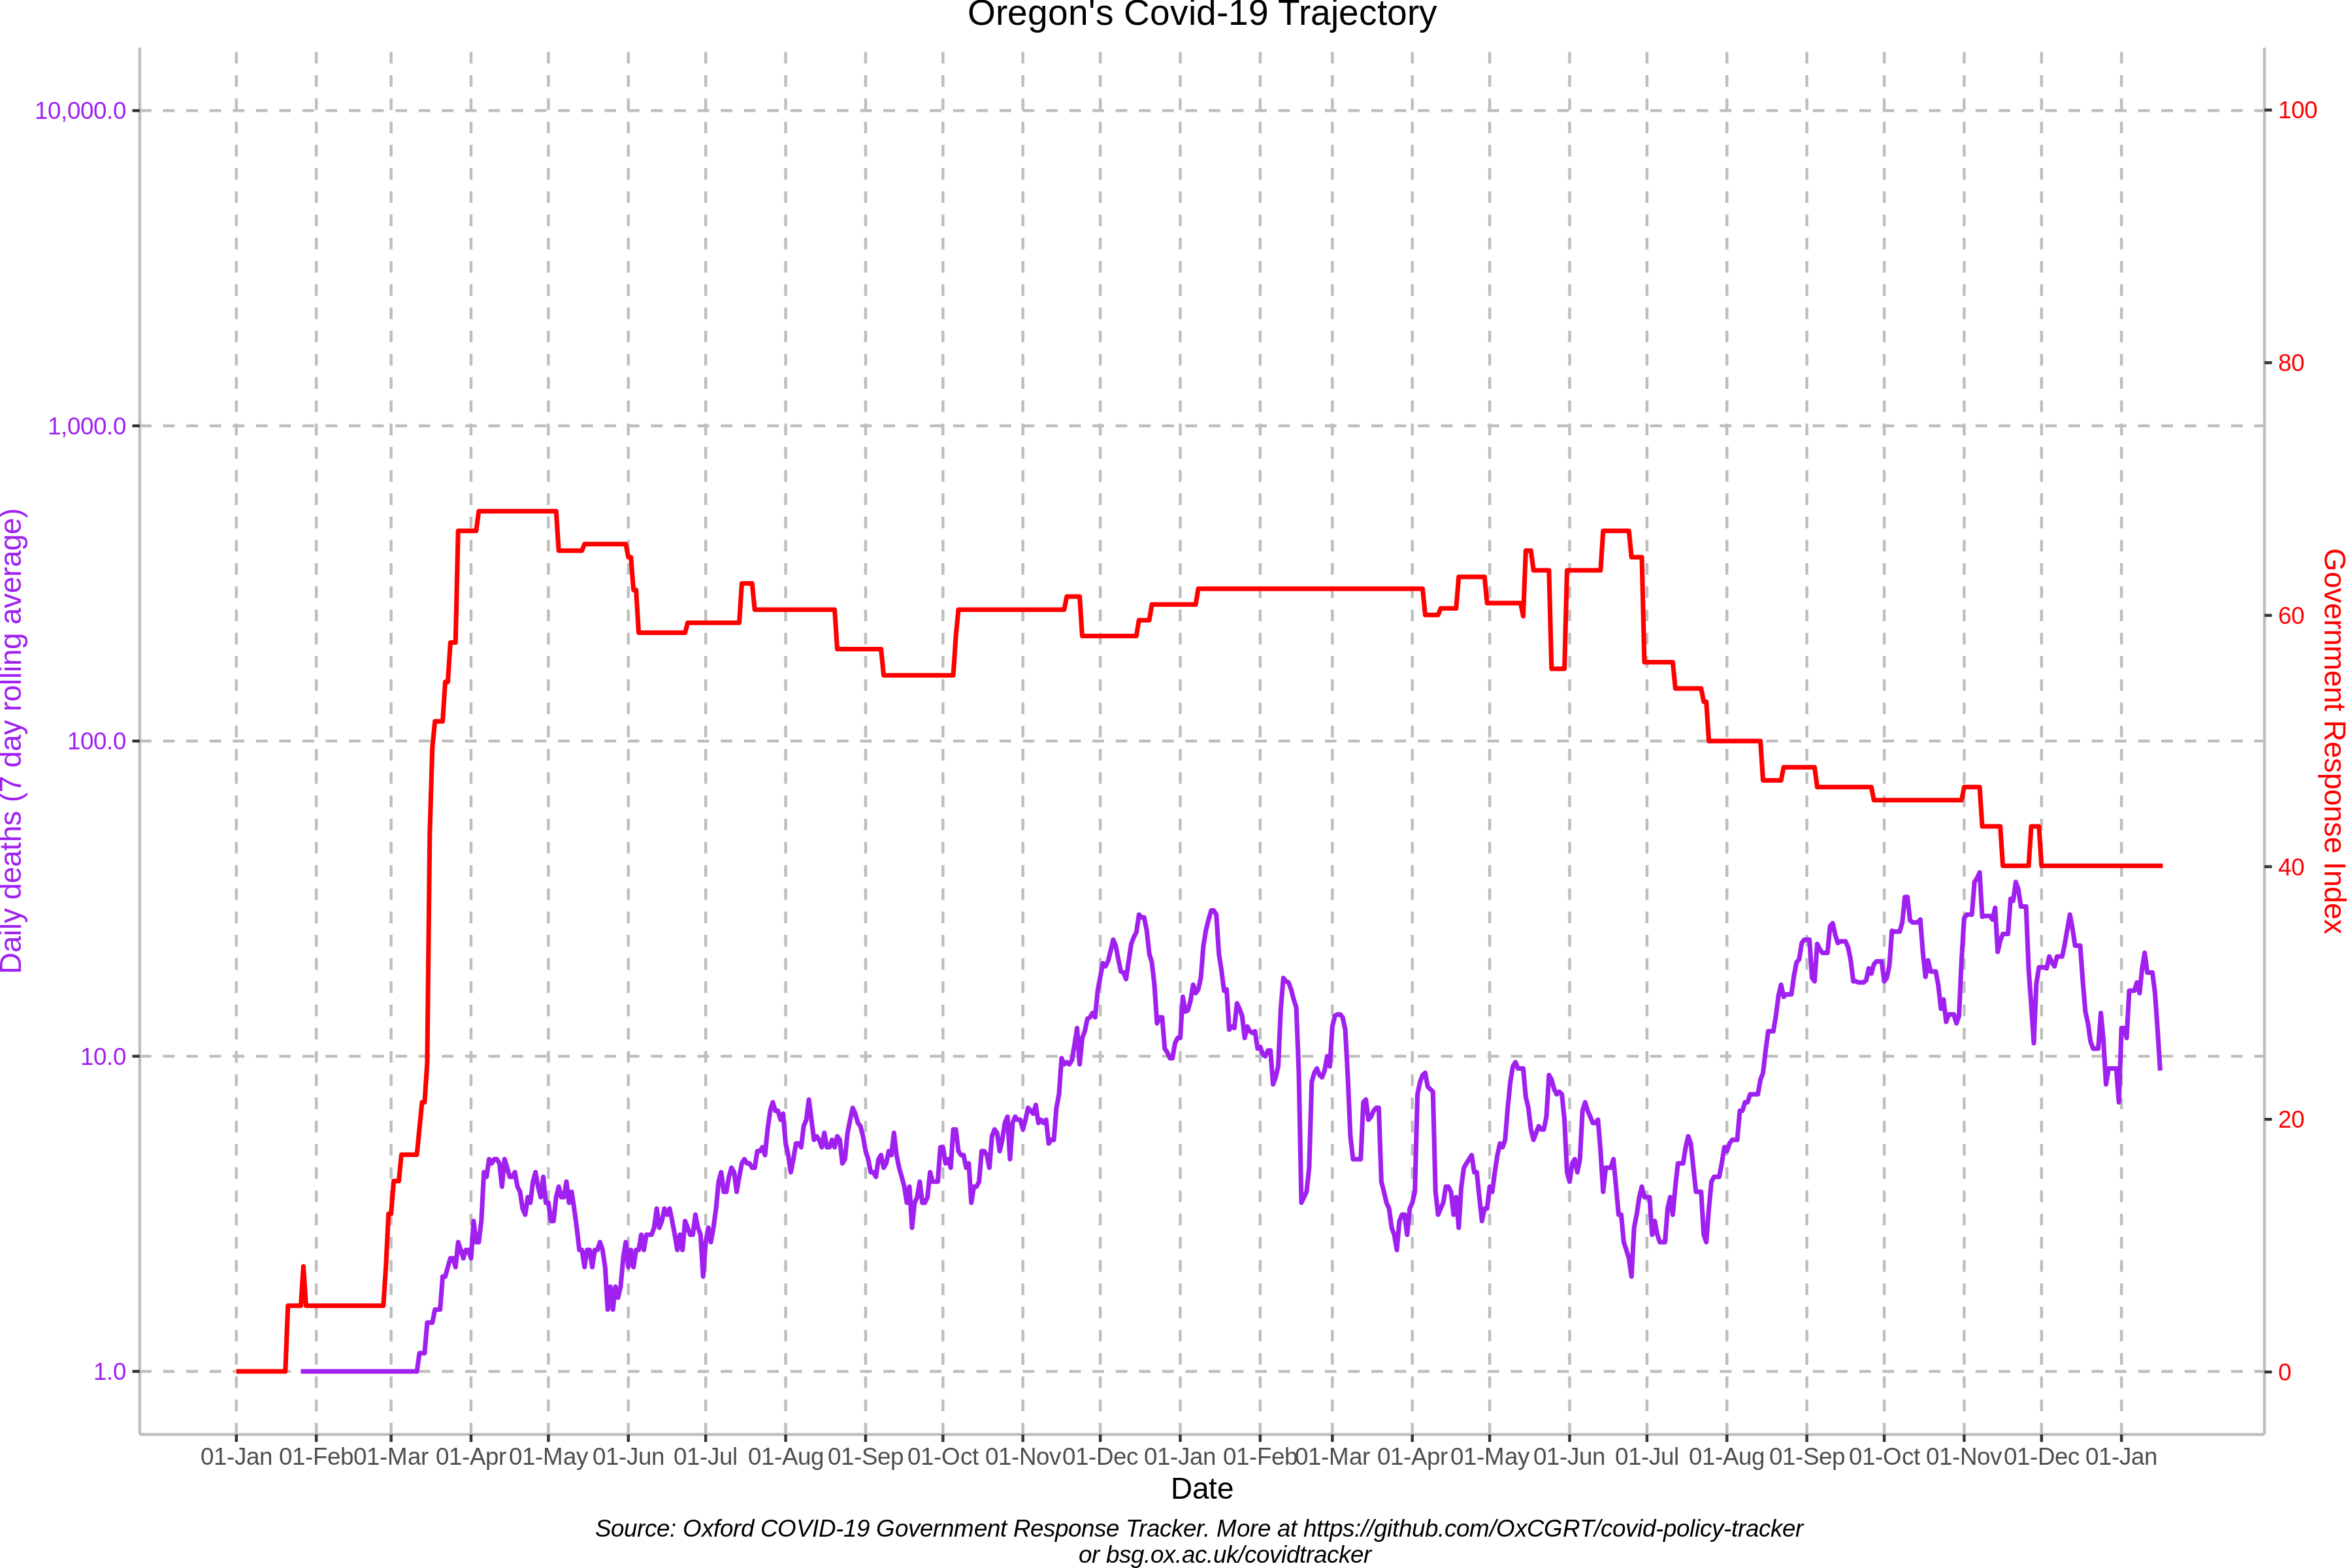 Oregon's Covid-19 Trajectory
10,000.0
1,000.0
100.0
10.0
1.0
Daily deaths (7 day rolling average)
100
80
60
40
20
0
Government Response Index
01-Jan 01-Feb 01-Mar 01-Apr 01-May 01-Jun 01-Jul 01-Aug 01-Sep 01-Oct 01-Nov 01-Dec 01-Jan 01-Feb 01-Mar 01-Apr 01-May 01-Jun 01-Jul 01-Aug 01-Sep 01-Oct 01-Nov 01-Dec 01-Jan
Date
Source: Oxford COVID-19 Government Response Tracker. More at https://github.com/OxCGRT/covid-policy-tracker
or bsg.ox.ac.uk/covidtracker